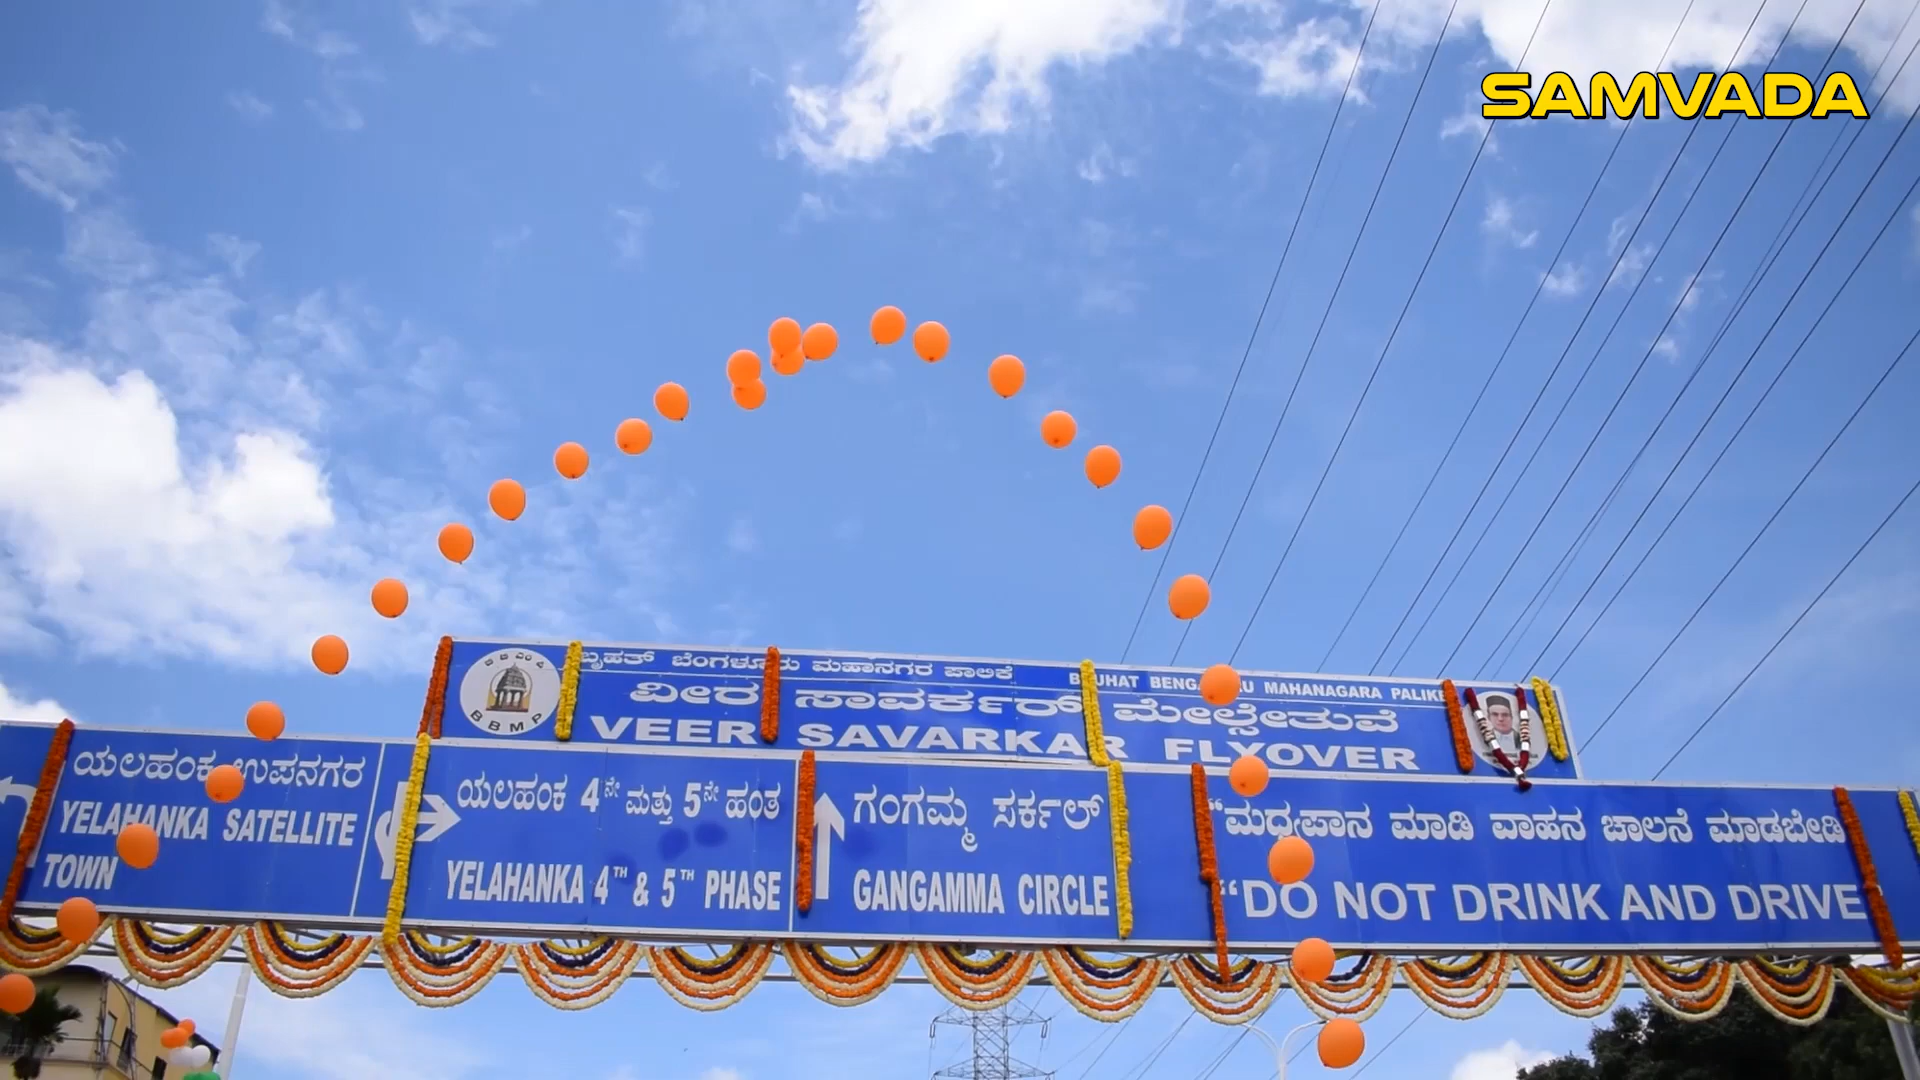 SAMVADA
ಬೃಹತ್ ಬೆಂಗಳೂರು ಮಹಾನಗರ ಪಾಲಿಕೆ
MAHANAGARA
ವೀರ ಸಾವರ್ಕರ್ ಮೇಲ್ಸೇತುವೆ
VEER SAVARKAR FLYOVER
BBMP
ಯಲಹಂಕ ಉಪನಗರ
YELAHANKA SATELLITE
TOWN
ಯಲಹಂಕ 4ನೇ ಮತ್ತು 5ನೇ ಹಂತ
YELAHANKA 4TH & 5TH PHASE
ಗಂಗಮ್ಮ ಸರ್ಕಲ್
GANGAMMA CIRCLE
“ಮದ್ಯಪಾನ ಮಾಡಿ ವಾಹನ ಚಾಲನೆ ಮಾಡಬೇಡಿ
“DO NOT DRINK AND DRIVE